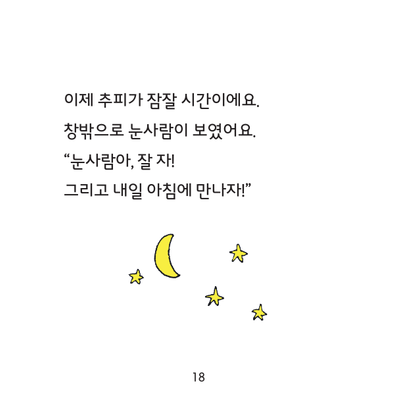 이제 추피가 잠잘 시간이에요.
창밖으로 눈사람이 보였어요.
“눈사람아, 잘 자!
그리고 내일 아침에 만나자!”
18